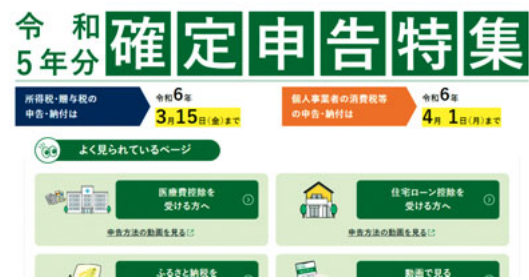 令和
5年分
確定申告特集
所得税・贈与税の
申告・納付は
令和6年
3月15日(金)まで
個人事業者の消費税等
の申告・納付は
令和6年
4月1日(月)まで
よく見られているページ
医療費控除を
受ける方へ
申告方法の動画を見る
住宅ローン控除を
受ける方へ
申告方法の動画を見る
ふるさと納税を
動画で見る